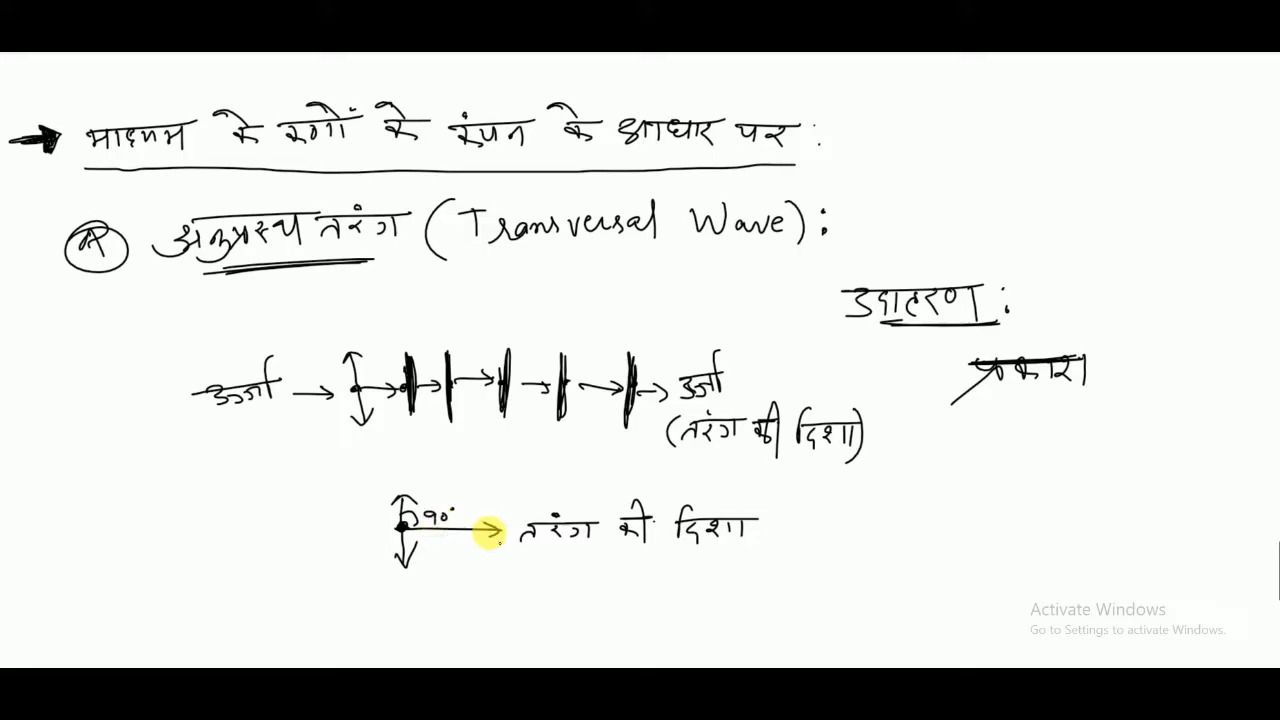 माध्यम के कणों के कंपन के आधार पर :
A अनुप्रस्थ तरंग ( Transversal Wave ) :
उदाहरण :
प्रकाश
ऊर्जा
ऊर्जा
(तरंग की दिशा)
90° तरंग की दिशा
Activate Windows
Go to Settings to activate Windows.